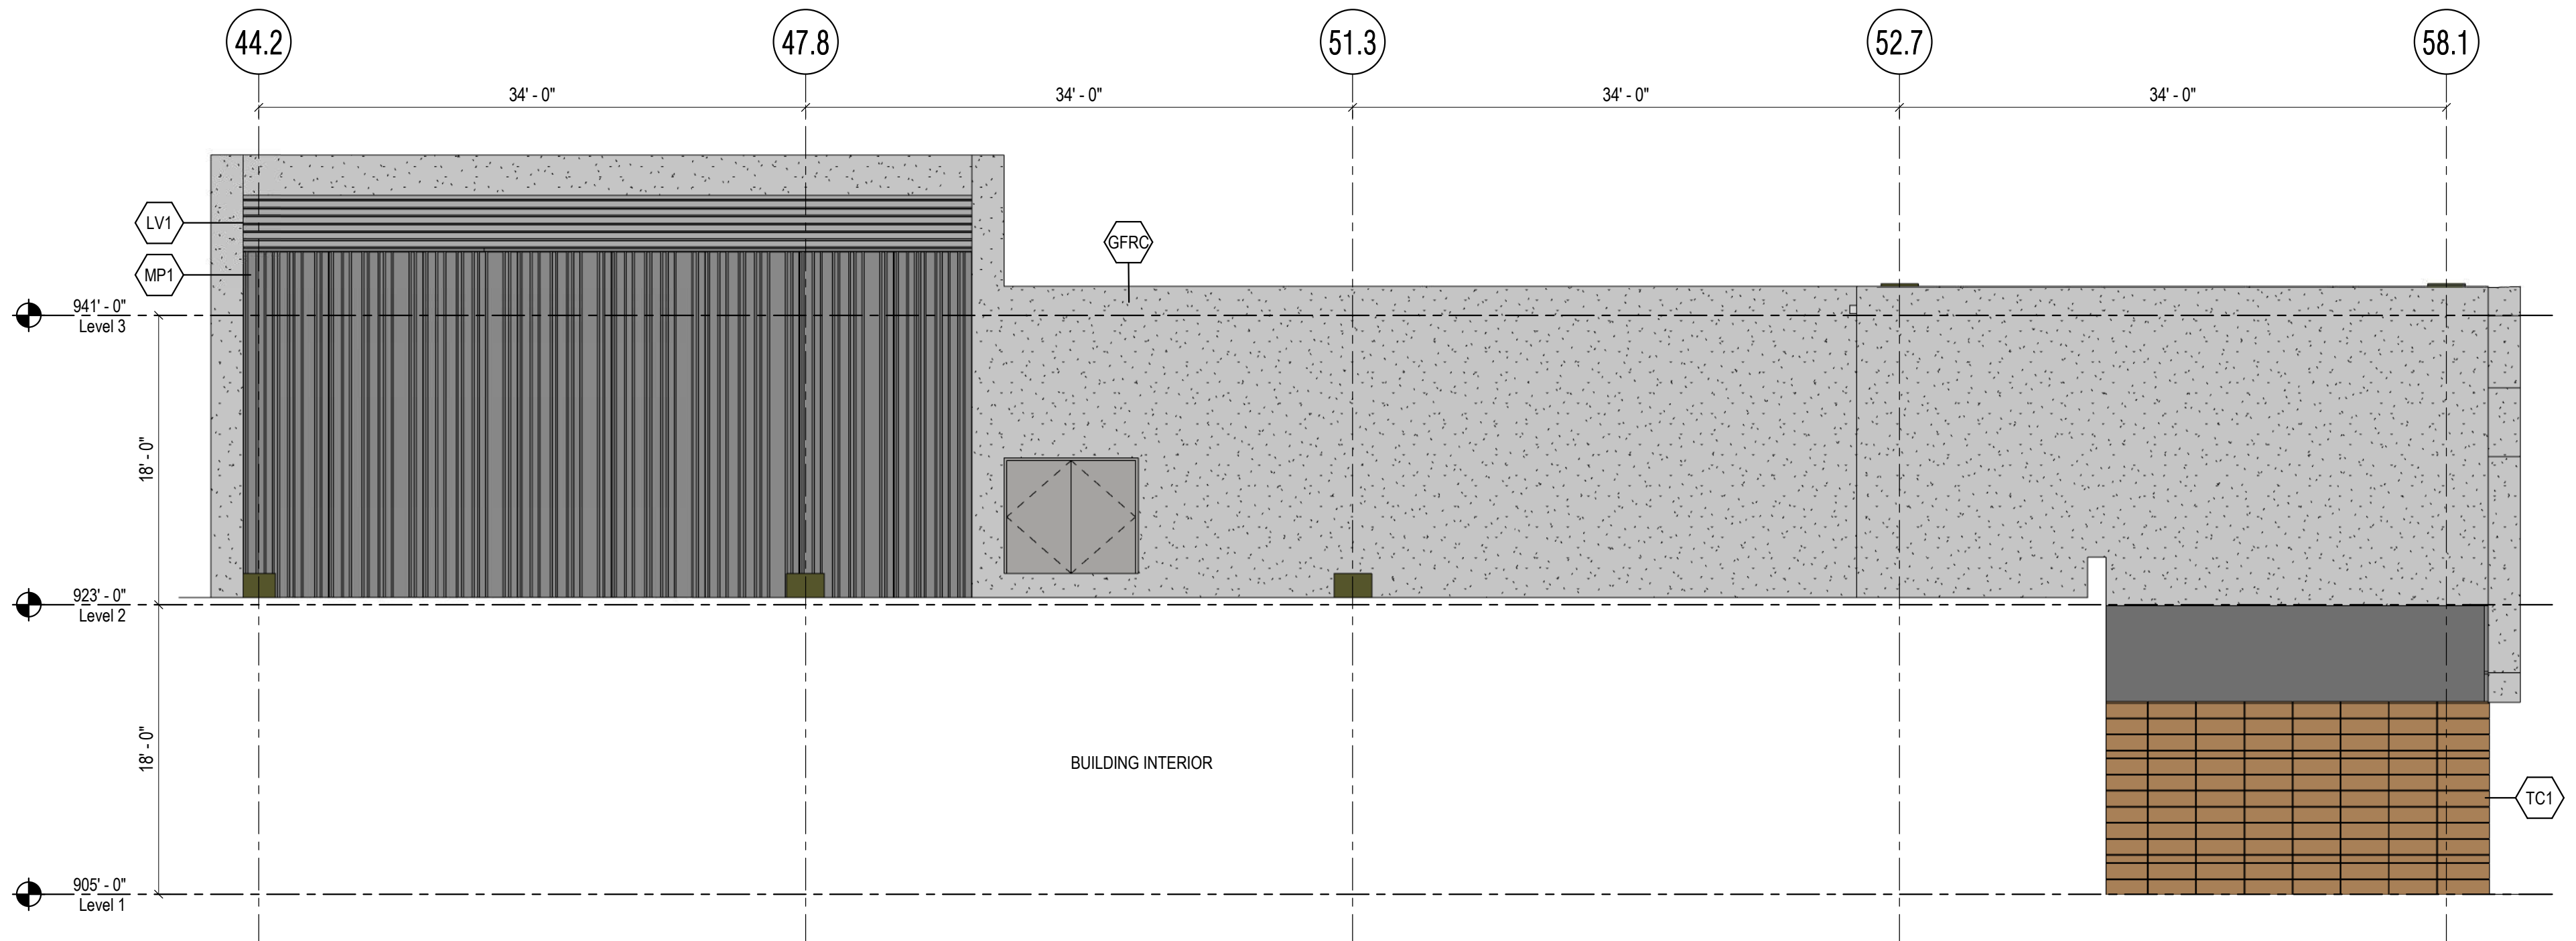 44.2
47.8
51.3
52.7
58.1
34' - 0"
34' - 0"
34' - 0"
34' - 0"
LV1
GFRC
MP1
941' - 0"
Level 3
18' - 0"
923' - 0"
Level 2
18' - 0"
BUILDING INTERIOR
TC1
905' - 0"
Level 1